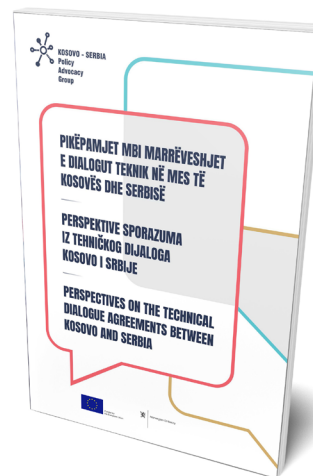 KOSOVO - SERBIA
Policy
Advocacy
Group
PIKËPAMJET MBI MARRËVESHJET
E DIALOGUT TEKNIK NË MES TË
KOSOVËS DHE SERBISË
PERSPEKTIVE SPORAZUMA
IZ TEHNIČKOG DIJALOGA
KOSOVO I SRBIJE
PERSPECTIVES ON THE TECHNICAL
DIALOGUE AGREEMENTS BETWEEN
KOSOVO AND SERBIA